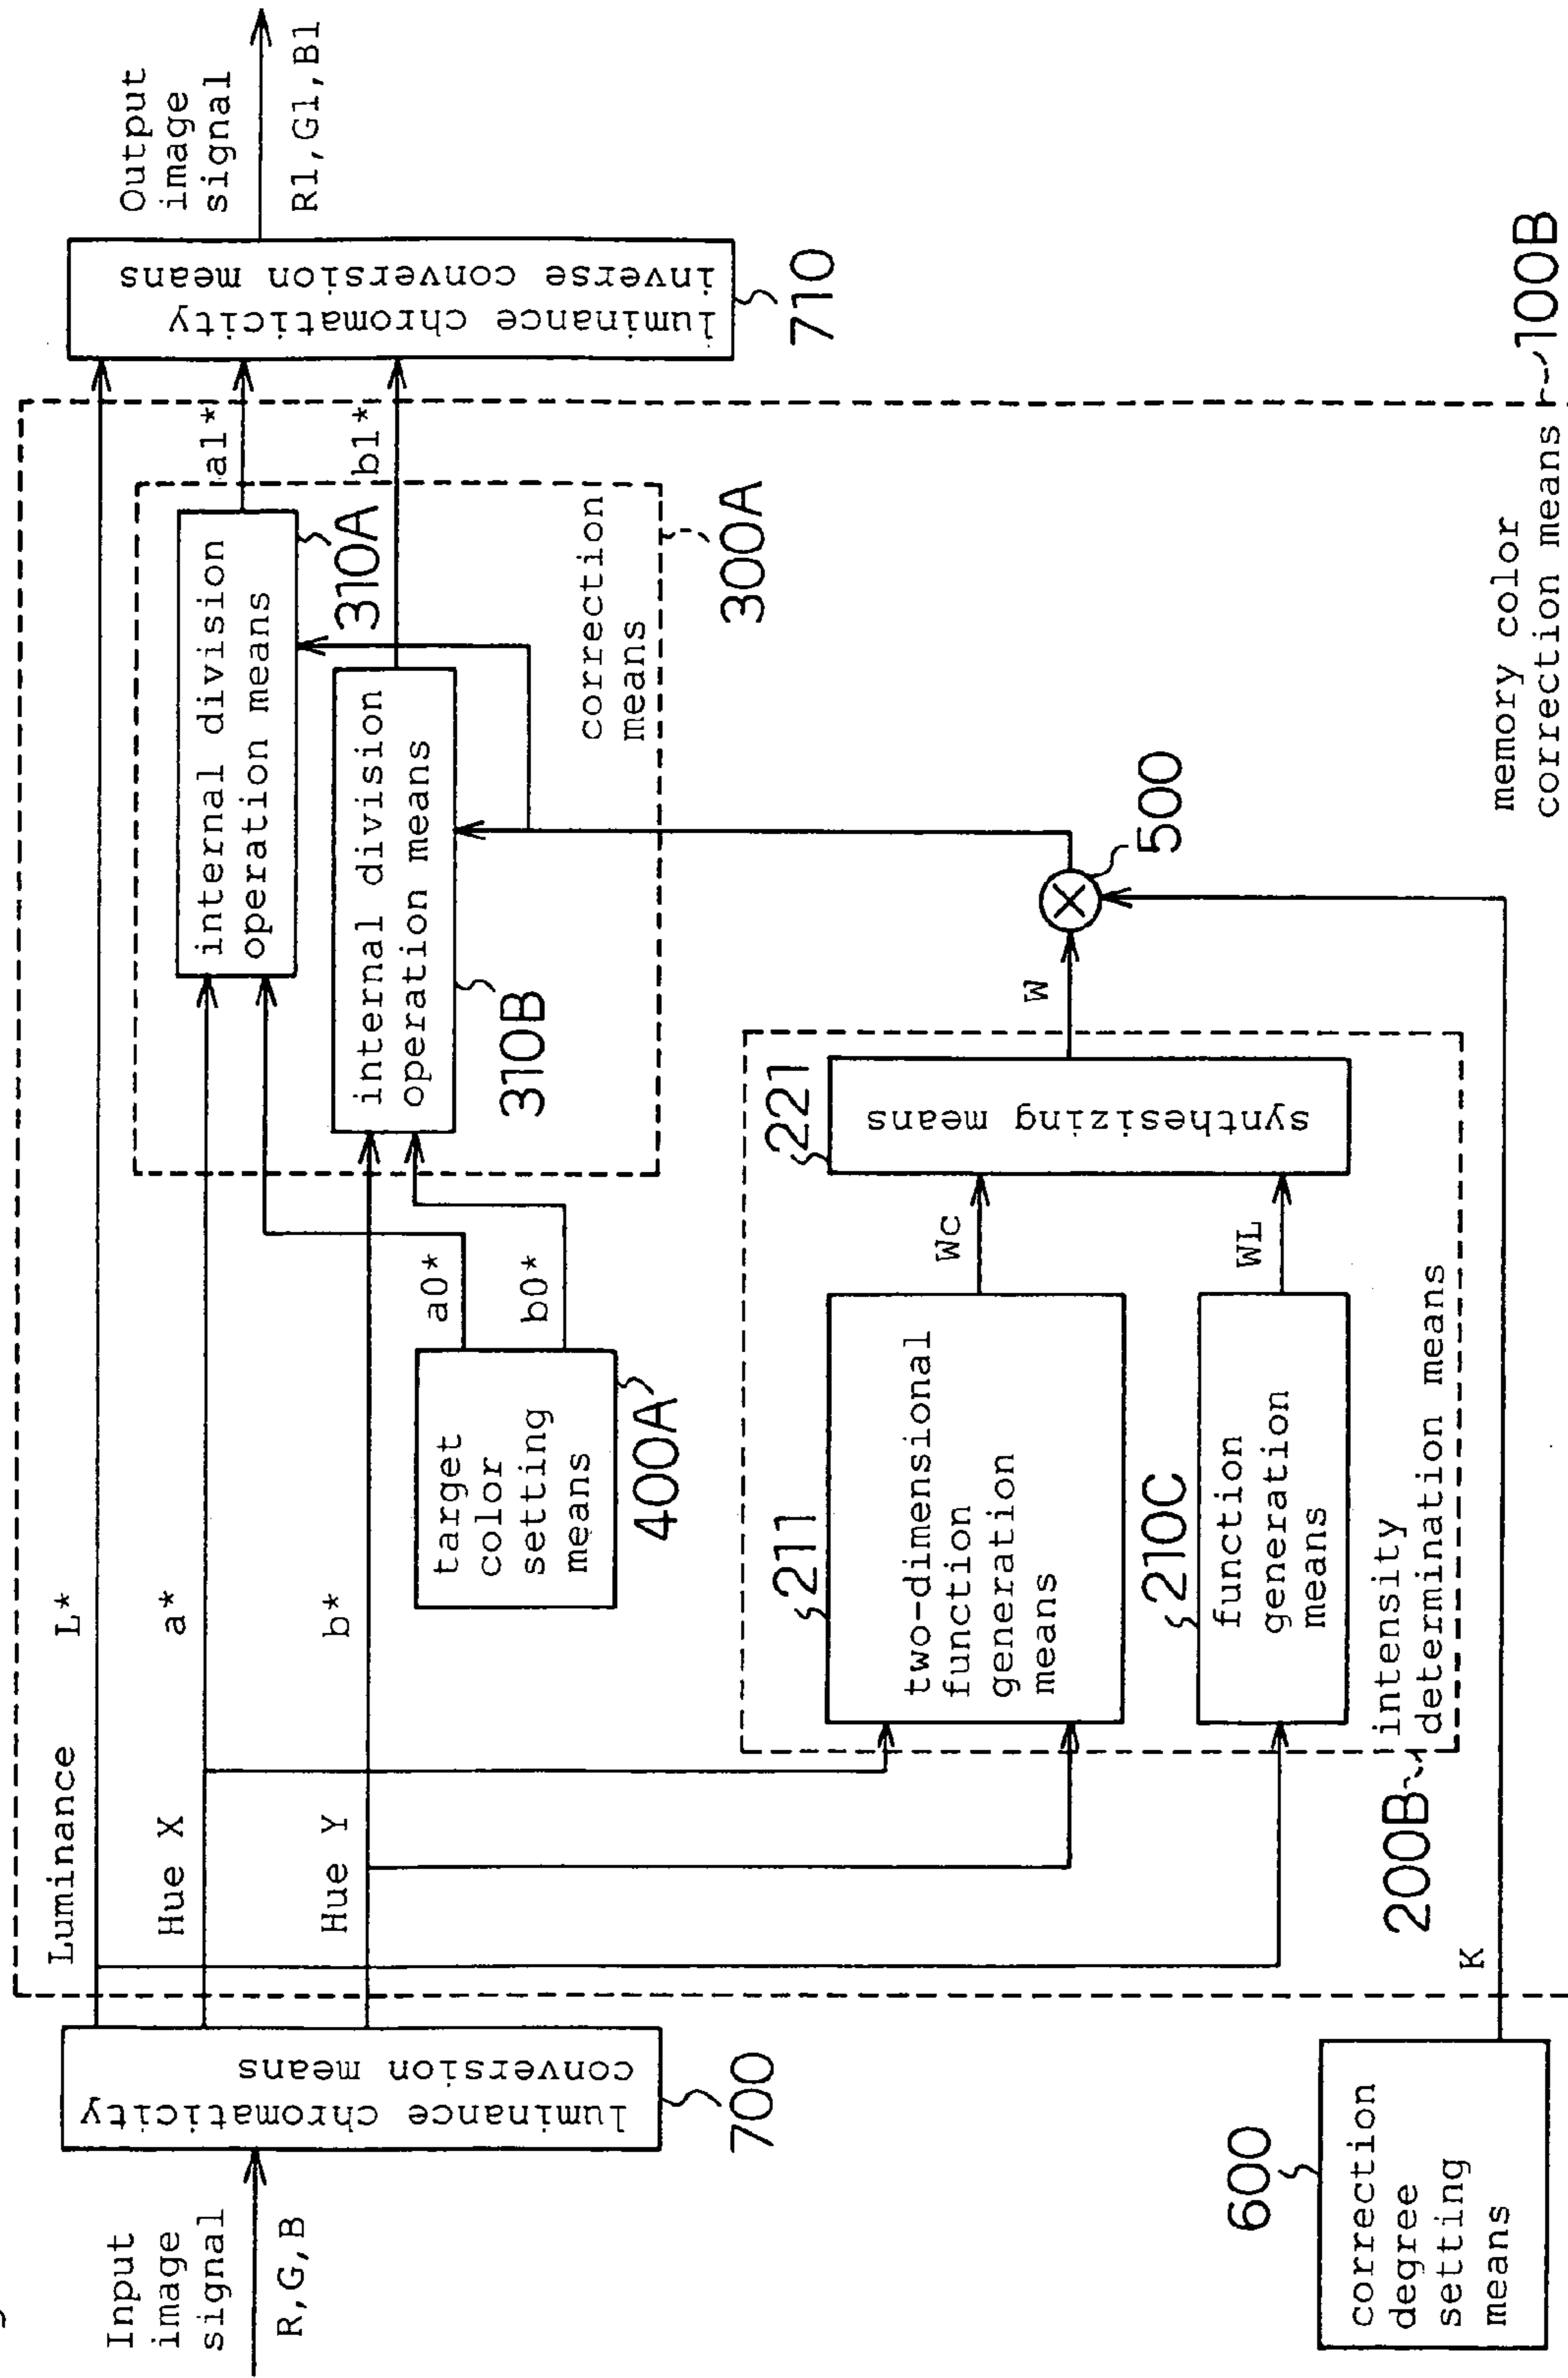 Input
image
signal
R,G,B
luminance chromaticity
conversion means
700
Luminance L*
Hue X a*
Hue Y b*
target
color
setting
means
400A
a0*
b0*
internal division
operation means
310A
internal division
operation means
310B
correction
means
300A
a1*
b1*
luminance chromaticity
inverse conversion means
710
Output
image
signal
R1,G1,B1
211
two-dimensional
function
generation
means
210C
function
generation
means
Wc
WL
221
synthesizing means
W
500
200B
intensity
determination means
600
correction
degree
setting
means
K
memory color
correction means
100B